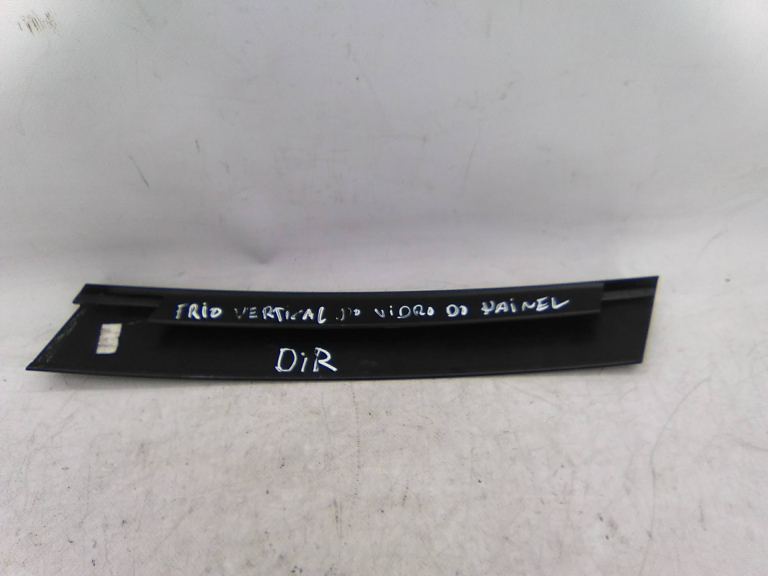 FRIO VERTICAL DO VIDRO DO PAINEL
DiR